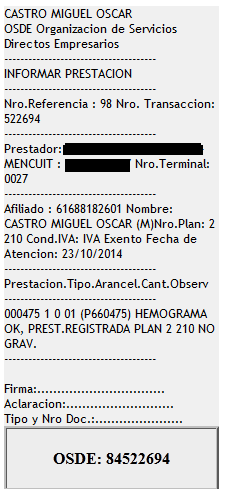 CASTRO MIGUEL OSCAR
OSDE Organizacion de Servicios
Directos Empresarios
-----------------------------------
INFORMAR PRESTACION
-----------------------------------
Nro.Referencia : 98 Nro. Transaccion:
522694
-----------------------------------
Prestador:
MENCUIT : Nro.Terminal:
0027
-----------------------------------
Afiliado : 61688182601 Nombre:
CASTRO MIGUEL OSCAR (M)Nro.Plan: 2
210 Cond.IVA: IVA Exento Fecha de
Atencion: 23/10/2014
-----------------------------------
Prestacion.Tipo.Arancel.Cant.Observ
-----------------------------------
000475 1 0 01 (P660475) HEMOGRAMA
OK, PREST.REGISTRADA PLAN 2 210 NO
GRAV.
-----------------------------------
Firma:..............................
Aclaracion:.........................
Tipo y Nro Doc.:.....................
OSDE: 84522694